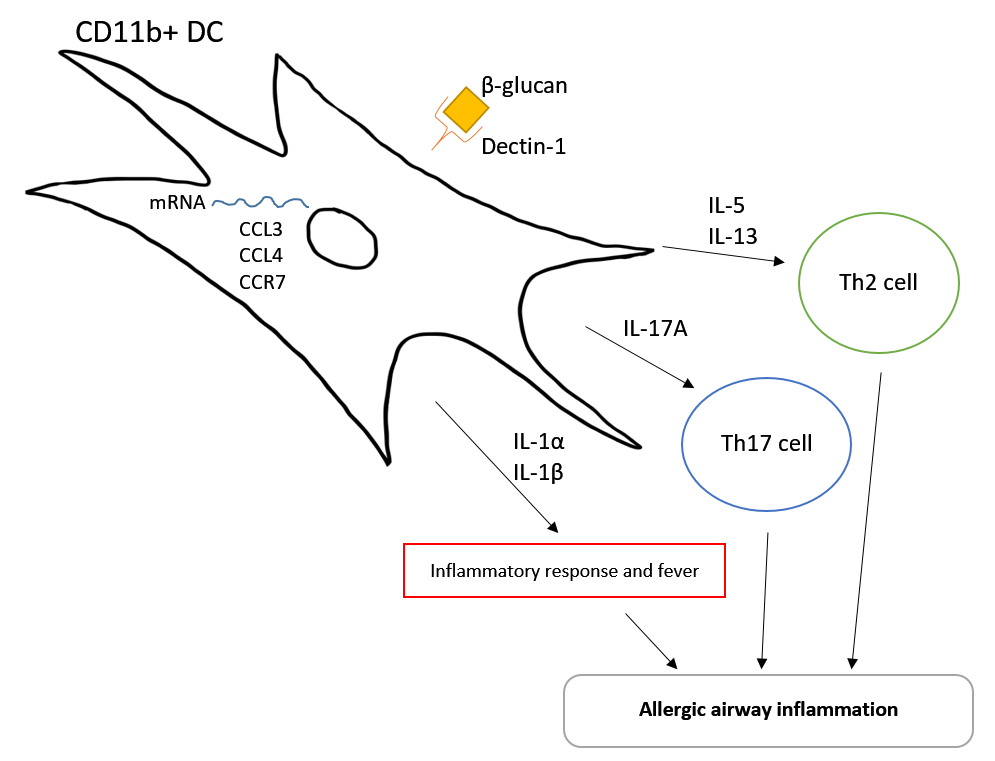 CD11b+ DC
β-glucan
Dectin-1
mRNA
CCL3
CCL4
CCR7
IL-5
IL-13
Th2 cell
IL-17A
Th17 cell
IL-1α
IL-1β
Inflammatory response and fever
Allergic airway inflammation